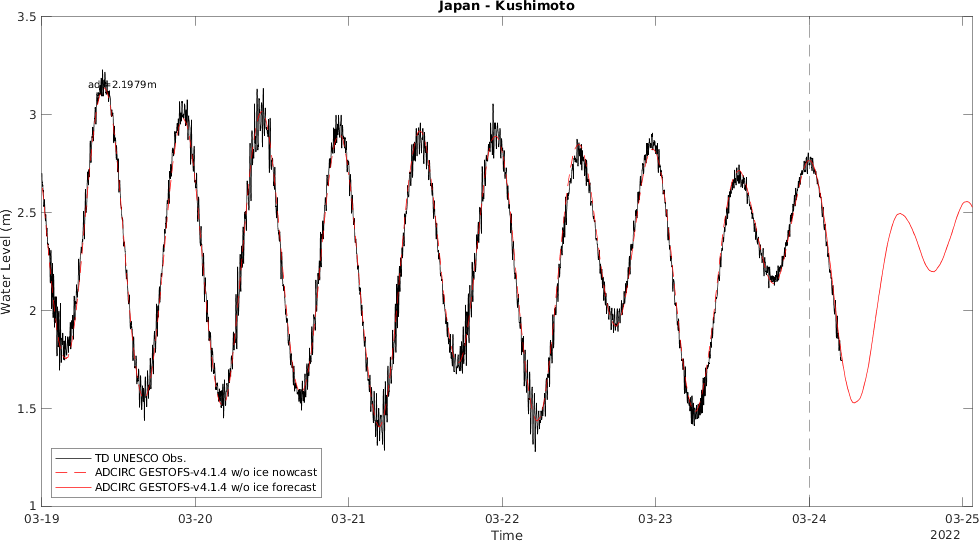 Japan - Kushimoto
3.5
3
2.5
2
1.5
1
Water Level (m)
=2.1979m
TD UNESCO Obs.
ADCIRC GESTOFS-v4.1.4 w/o ice nowcast
ADCIRC GESTOFS-v4.1.4 w/o ice forecast
03-19
03-20
03-21
03-22
03-23
03-24
03-25
Time
2022